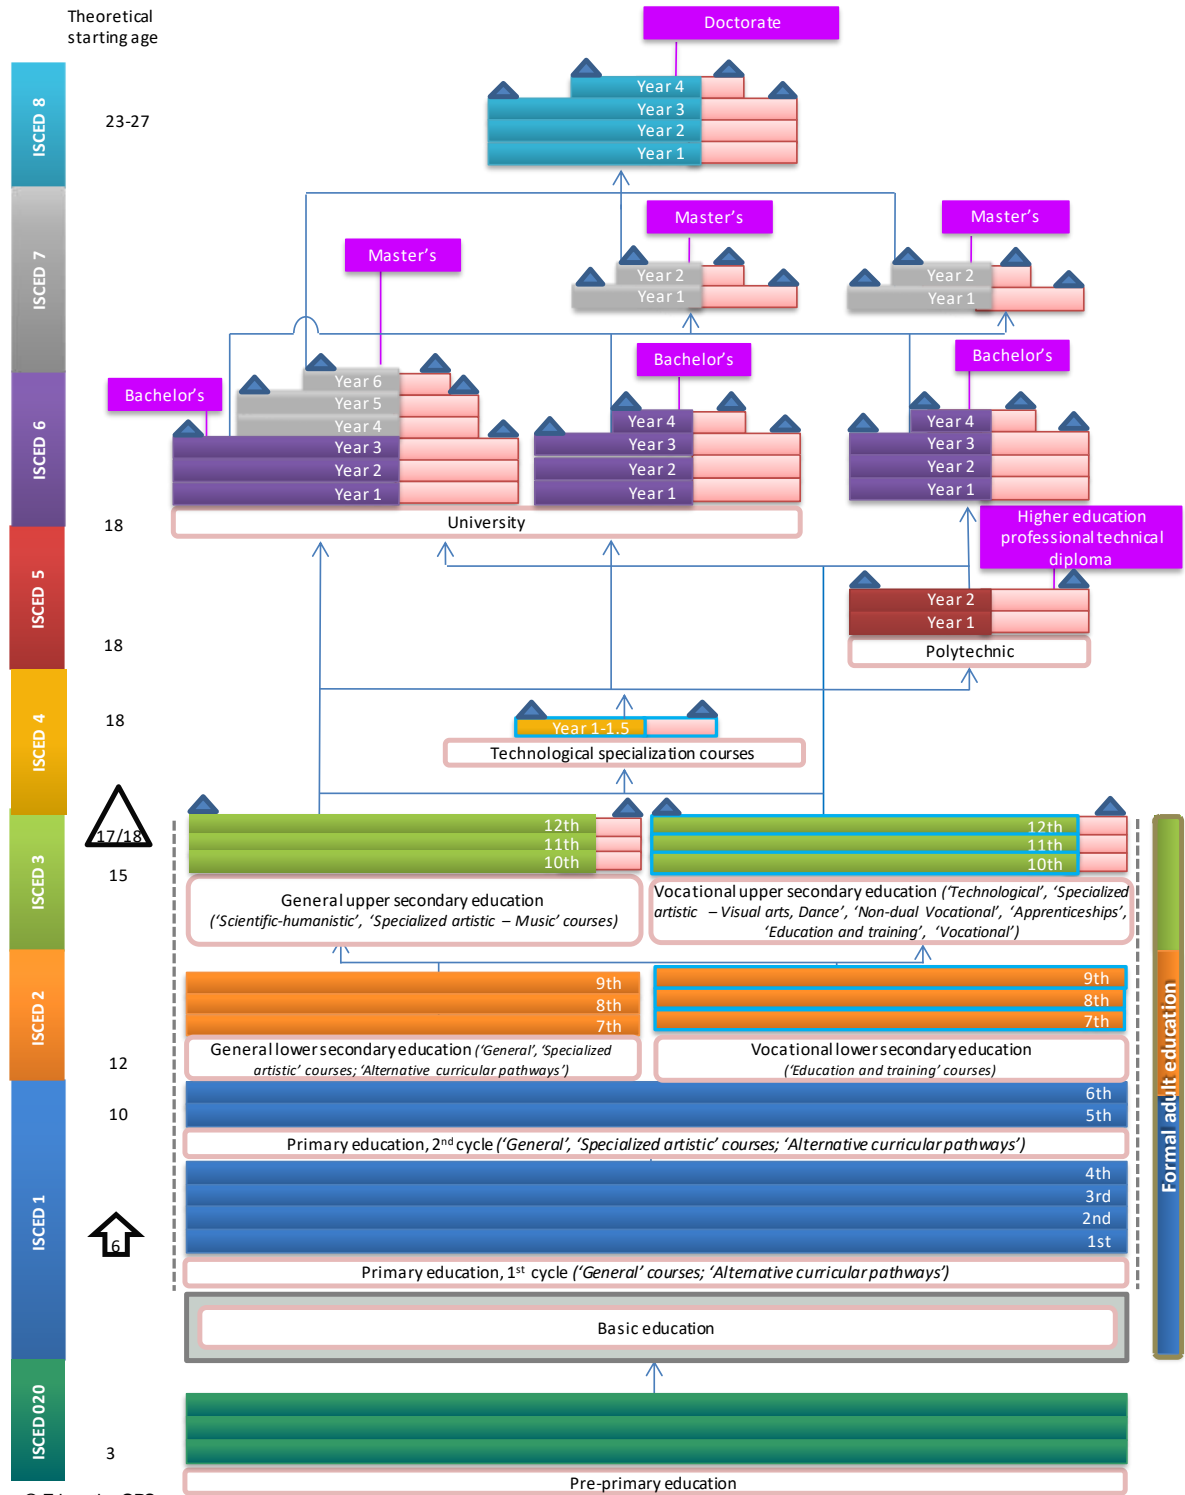 Theoretical
starting age
Doctorate
ISCED 8
23-27
Year 4
Year 3
Year 2
Year 1
ISCED 7
Master's
Master's
Master's
Year 2
Year 1
Year 2
Year 1
ISCED 6
Bachelor's
Bachelor's
Bachelor's
Year 6
Year 5
Year 4
Year 3
Year 2
Year 1
Year 4
Year 3
Year 2
Year 1
Year 4
Year 3
Year 2
Year 1
18
University
Higher education
professional technical
diploma
ISCED 5
Year 2
Year 1
18
Polytechnic
ISCED 4
18
Year 1-1.5
Technological specialization courses
ISCED 3
17/18
12th
11th
10th
12th
11th
10th
15
General upper secondary education
('Scientific-humanistic', 'Specialized artistic – Music' courses)
Vocational upper secondary education ('Technological', 'Specialized
artistic – Visual arts, Dance', 'Non-dual Vocational', 'Apprenticeships',
'Education and training', 'Vocational')
ISCED 2
9th
8th
7th
9th
8th
7th
12
General lower secondary education ('General', 'Specialized
artistic' courses; 'Alternative curricular pathways')
Vocational lower secondary education
('Education and training' courses)
Formal adult education
ISCED 1
6th
5th
10
Primary education, 2nd cycle ('General', 'Specialized artistic' courses; 'Alternative curricular pathways')
4th
3rd
2nd
1st
6
Primary education, 1st cycle ('General' courses; 'Alternative curricular pathways')
Basic education
ISCED 020
3
Pre-primary education